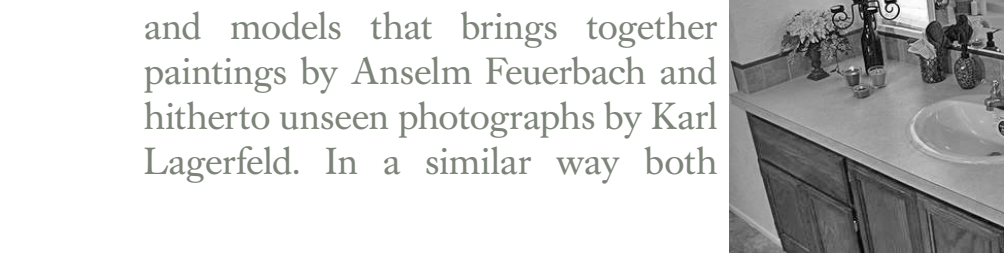 and models that brings together
paintings by Anselm Feuerbach and
hitherto unseen photographs by Karl
Lagerfeld. In a similar way both